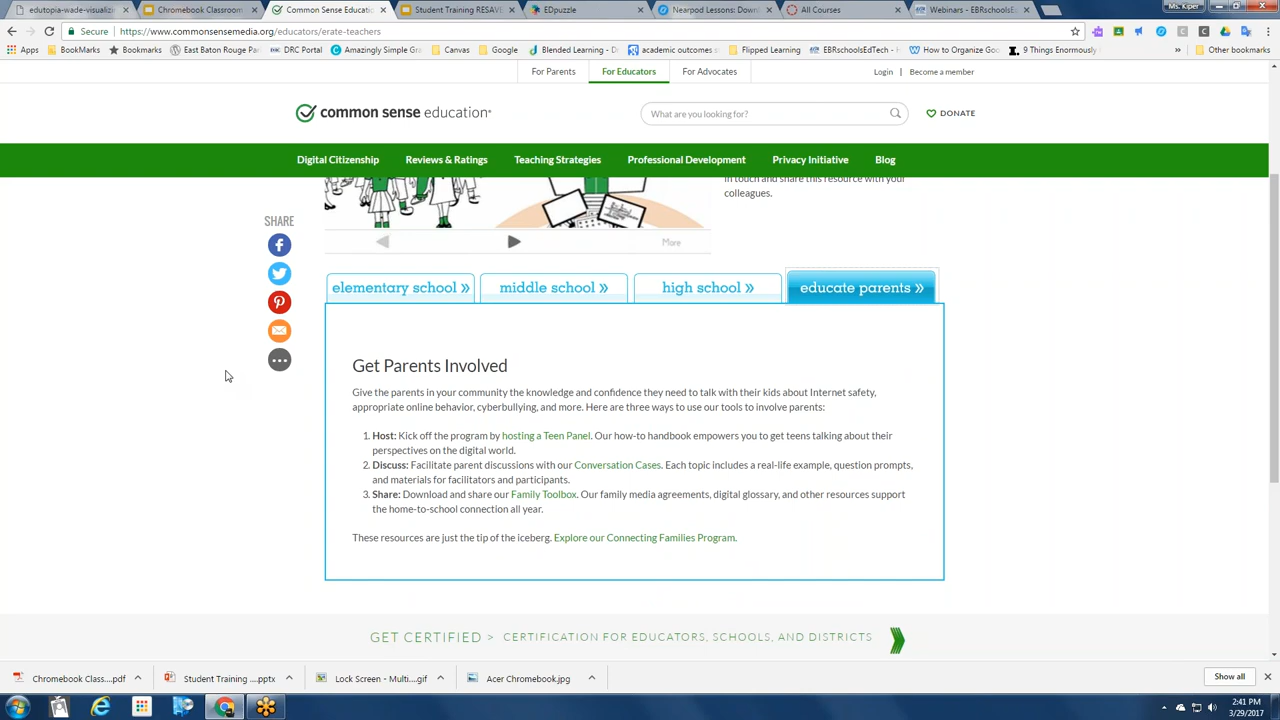 edutopia-wade-visualizi
Chromebook Classroom
Common Sense Educatio
Student Training RESAVE
EDpuzzle
Nearpod Lessons: Downl
All Courses
Webinars - EBRschoolsEd
Ms. Kiper
Secure
https://www.commonsensemedia.org/educators/erate-teachers
Apps
BookMarks
Bookmarks
East Baton Rouge Par
DRC Portal
Amazingly Simple Gra
Canvas
Google
Blended Learning - D
academic outcomes s
Flipped Learning
EBRschoolsEdTech - H
How to Organize Goo
9 Things Enormously
»
Other bookmarks
For Parents
For Educators
For Advocates
Login | Become a member
common sense education®
What are you looking for?
DONATE
Digital Citizenship
Reviews & Ratings
Teaching Strategies
Professional Development
Privacy Initiative
Blog
in touch and share this resource with your
colleagues.
SHARE
More
elementary school »
middle school »
high school »
educate parents »
Get Parents Involved
Give the parents in your community the knowledge and confidence they need to talk with their kids about Internet safety,
appropriate online behavior, cyberbullying, and more. Here are three ways to use our tools to involve parents:
1. Host: Kick off the program by hosting a Teen Panel. Our how-to handbook empowers you to get teens talking about their
perspectives on the digital world.
2. Discuss: Facilitate parent discussions with our Conversation Cases. Each topic includes a real-life example, question prompts,
and materials for facilitators and participants.
3. Share: Download and share our Family Toolbox. Our family media agreements, digital glossary, and other resources support
the home-to-school connection all year.
These resources are just the tip of the iceberg. Explore our Connecting Families Program.
GET CERTIFIED > CERTIFICATION FOR EDUCATORS, SCHOOLS, AND DISTRICTS
Chromebook Class....pdf
Student Training ....pptx
Lock Screen - Multi....gif
Acer Chromebook.jpg
Show all
2:41 PM
3/29/2017